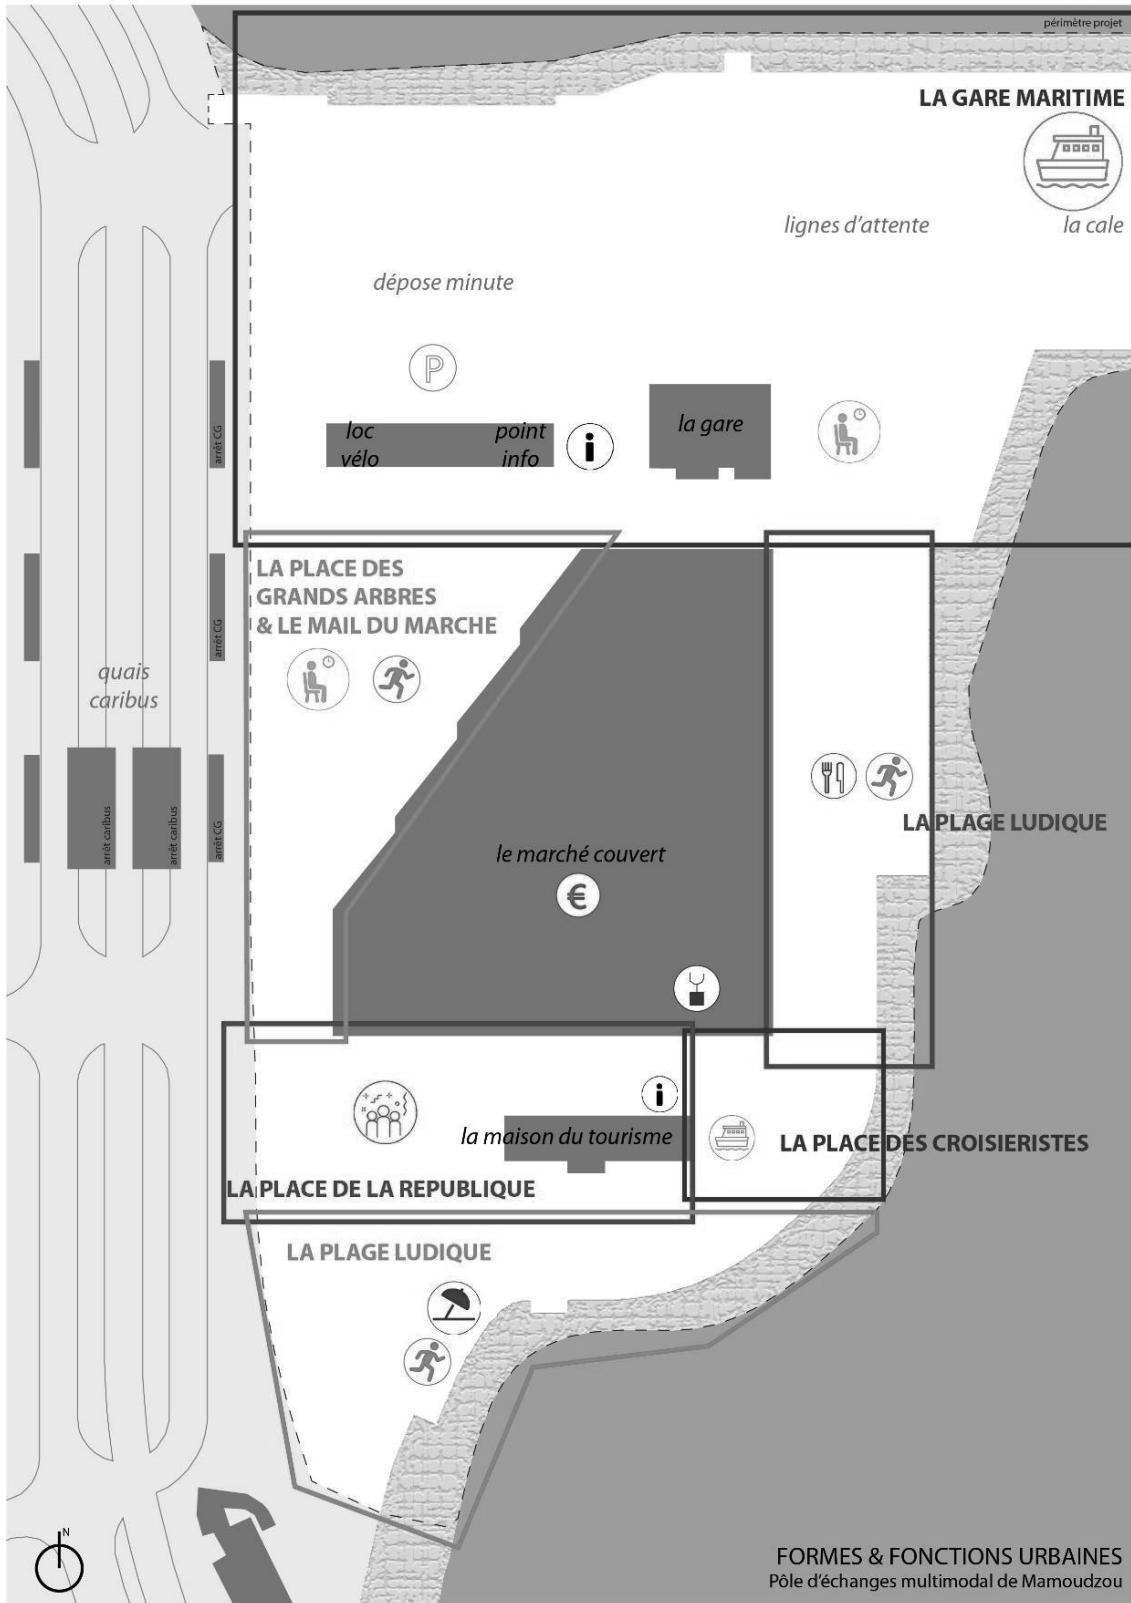 périmètre projet
LA GARE MARITIME
lignes d'attente
la cale
dépose minute
P
loc
vélo
point
info
i
la gare
arrêt CG
LA PLACE DES
GRANDS ARBRES
& LE MAIL DU MARCHE
arrêt CG
quais
caribus
arrêt caribus
arrêt caribus
arrêt CG
LA PLAGE LUDIQUE
le marché couvert
€
i
la maison du tourisme
LA PLACE DES CROISIERISTES
LA PLACE DE LA REPUBLIQUE
LA PLAGE LUDIQUE
N
FORMES & FONCTIONS URBAINES
Pôle d'échanges multimodal de Mamoudzou